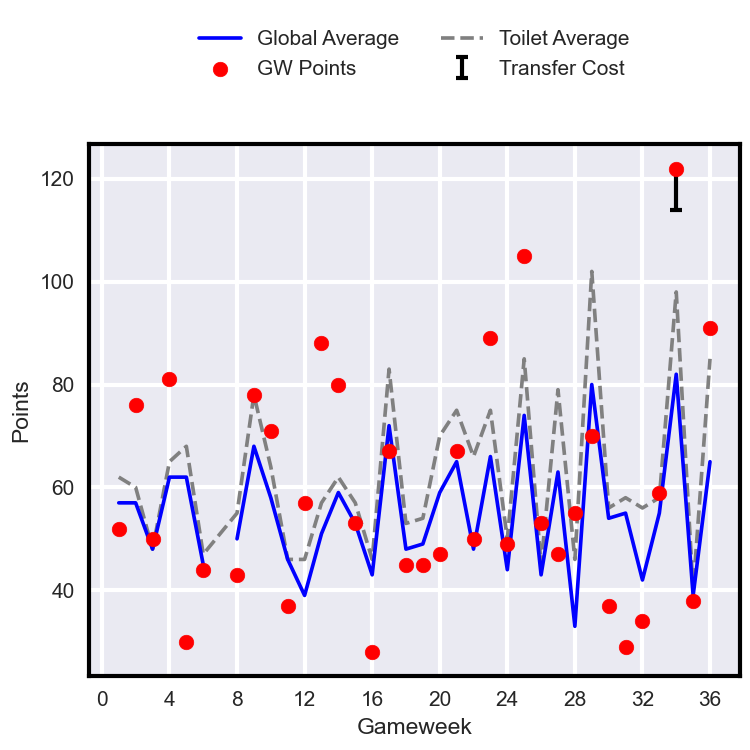 Global Average
Toilet Average
GW Points
Transfer Cost
120
100
80
60
40
Points
0 4 8 12 16 20 24 28 32 36
Gameweek